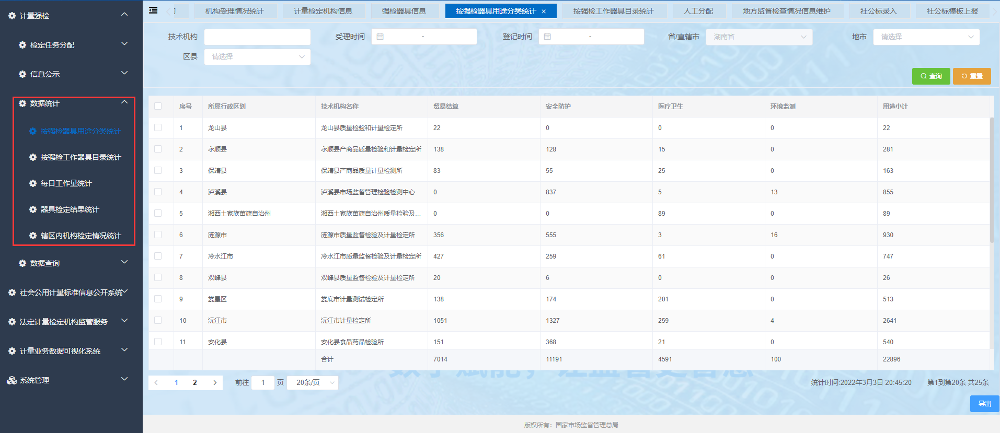 计量强检
检定任务分配
信息公示
数据统计
按强检器具用途分类统计
按强检工作器具目录统计
每日工作量统计
器具检定结果统计
辖区内机构检定情况统计
数据查询
社会公用计量标准信息公开系统
法定计量检定机构监管服务
计量业务数据可视化系统
系统管理
机构受理情况统计 计量检定机构信息 强检器具信息 按强检器具用途分类统计 × 按强检工作器具目录统计 人工分配 地方监督检查情况信息维护 社公标录入 社公标模板上报
技术机构 受理时间 - 登记时间 - 省/直辖市 湖南省 地市 请选择
区县 请选择
查询 重置
序号 所属行政区划 技术机构名称 贸易结算 安全防护 医疗卫生 环境监测 用途小计
1 龙山县 龙山县质量检验和计量检定所 22 0 0 0 22
2 永顺县 永顺县产商品质量检验和计量检定所 138 128 15 0 281
3 保靖县 保靖县产商品质量计量检测所 83 55 25 0 163
4 泸溪县 泸溪县市场监督管理检验检测中心 0 837 5 13 855
5 湘西土家族苗族自治州 湘西土家族苗族自治州质量检验及... 0 0 89 0 89
6 涟源市 涟源市质量监督检验及计量检定所 356 555 3 16 930
7 冷水江市 冷水江市质量监督检验及计量检定所 427 259 61 0 747
8 双峰县 双峰县质量监督检验及计量检定所 20 6 0 0 26
9 娄星区 娄底市计量测试检定所 138 174 201 0 513
10 沅江市 沅江市计量检定所 1051 1327 259 4 2641
11 安化县 安化县食品药品检验所 151 368 21 0 540
合计 7014 11191 4591 100 22896
1 2 前往 1 页 20条/页 统计时间:2022年3月3日 20:45:20 第1到第20条 共25条
导出
版权所有：国家市场监督管理总局